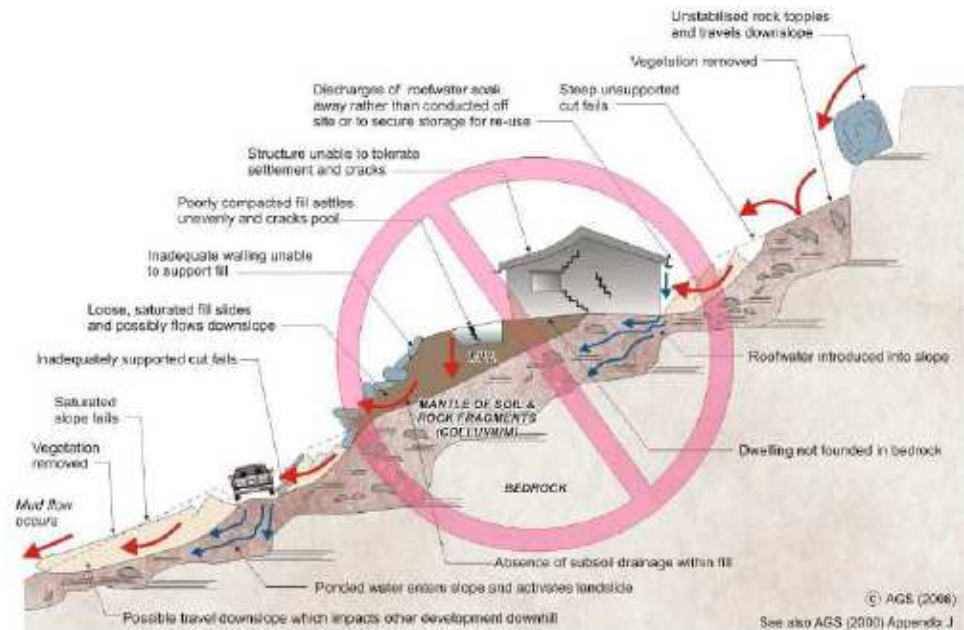 Unstabilised rock topples
and travels downslope
Vegetation removed
Discharges of roofwater soak
away rather than conducted off
site or to secure storage for re-use
Steep unsupported
cut fails
Structure unable to tolerate
settlement and cracks
Poorly compacted fill settles
unevenly and cracks pool
Inadequate walling unable
to support fill
Loose, saturated fill slides
and possibly flows downslope
Inadequately supported cut fails
Roofwater introduced into slope
FILL
Saturated
slope fails
MANTLE OF SOIL &
ROCK FRAGMENTS
(COLLUVIUM)
Vegetation
removed
Dwelling not founded in bedrock
BEDROCK
Mud flow
occurs
Absence of subsoil drainage within fill
Ponded water enters slope and activates landslide
Possible travel downslope which impacts other development downhill
© AGS (2006)
See also AGS (2000) Appendix J